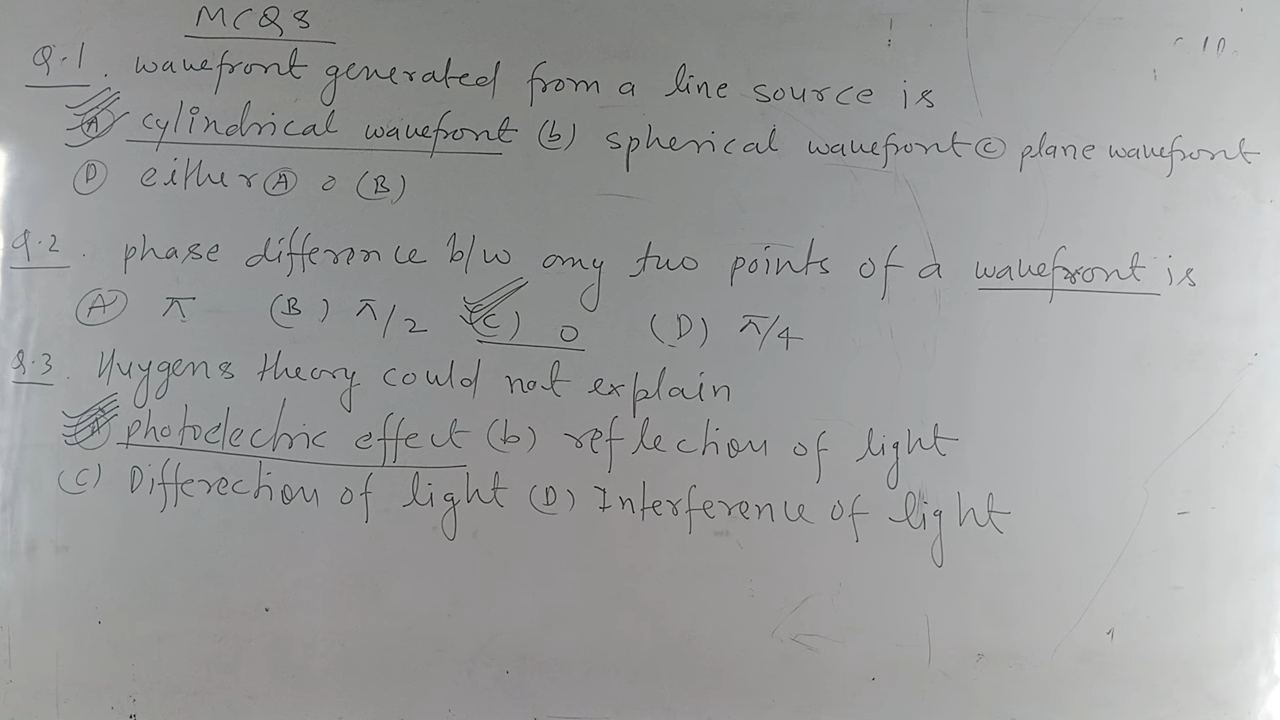 MCQS
Q.1. wavefront generated from a line source is
(A) cylindrical wavefront (b) spherical wavefront (c) plane wavefront
(D) either (A) o (B)
Q.2. phase difference b/w any two points of a wavefront is
(A) π (B) π/2 (C) 0 (D) π/4
Q.3. Huygens theory could not explain
(A) photoelectric effect (b) reflection of light
(C) Differection of light (D) Interference of light